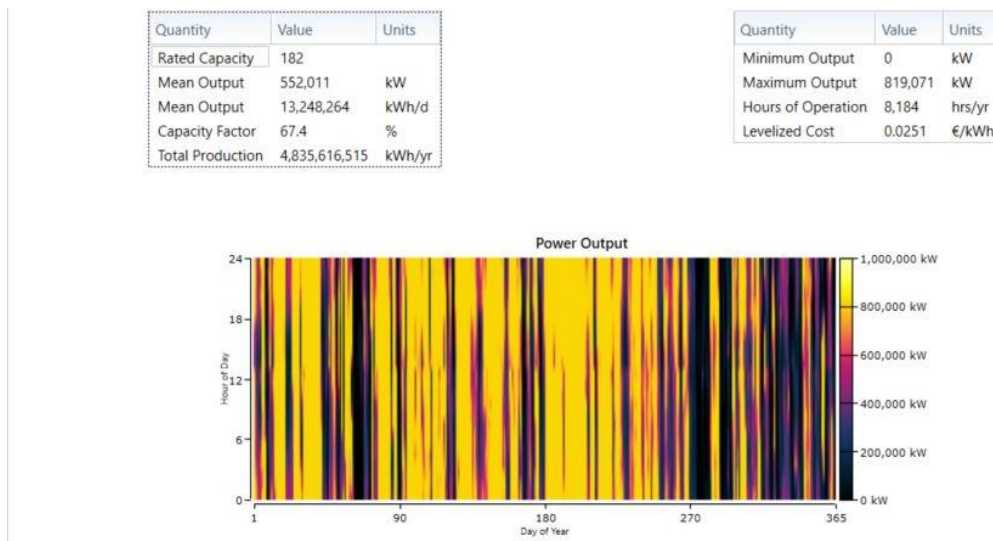 Quantity Value Units
Rated Capacity 182
Mean Output 552,011 kW
Mean Output 13,248,264 kWh/d
Capacity Factor 67.4 %
Total Production 4,835,616,515 kWh/yr
Quantity Value Units
Minimum Output 0 kW
Maximum Output 819,071 kW
Hours of Operation 8,184 hrs/yr
Levelized Cost 0.0251 €/kWh
Power Output
24
18
12
6
0
Hour of Day
1 90 180 270 365
Day of Year
1,000,000 kW
800,000 kW
600,000 kW
400,000 kW
200,000 kW
0 kW